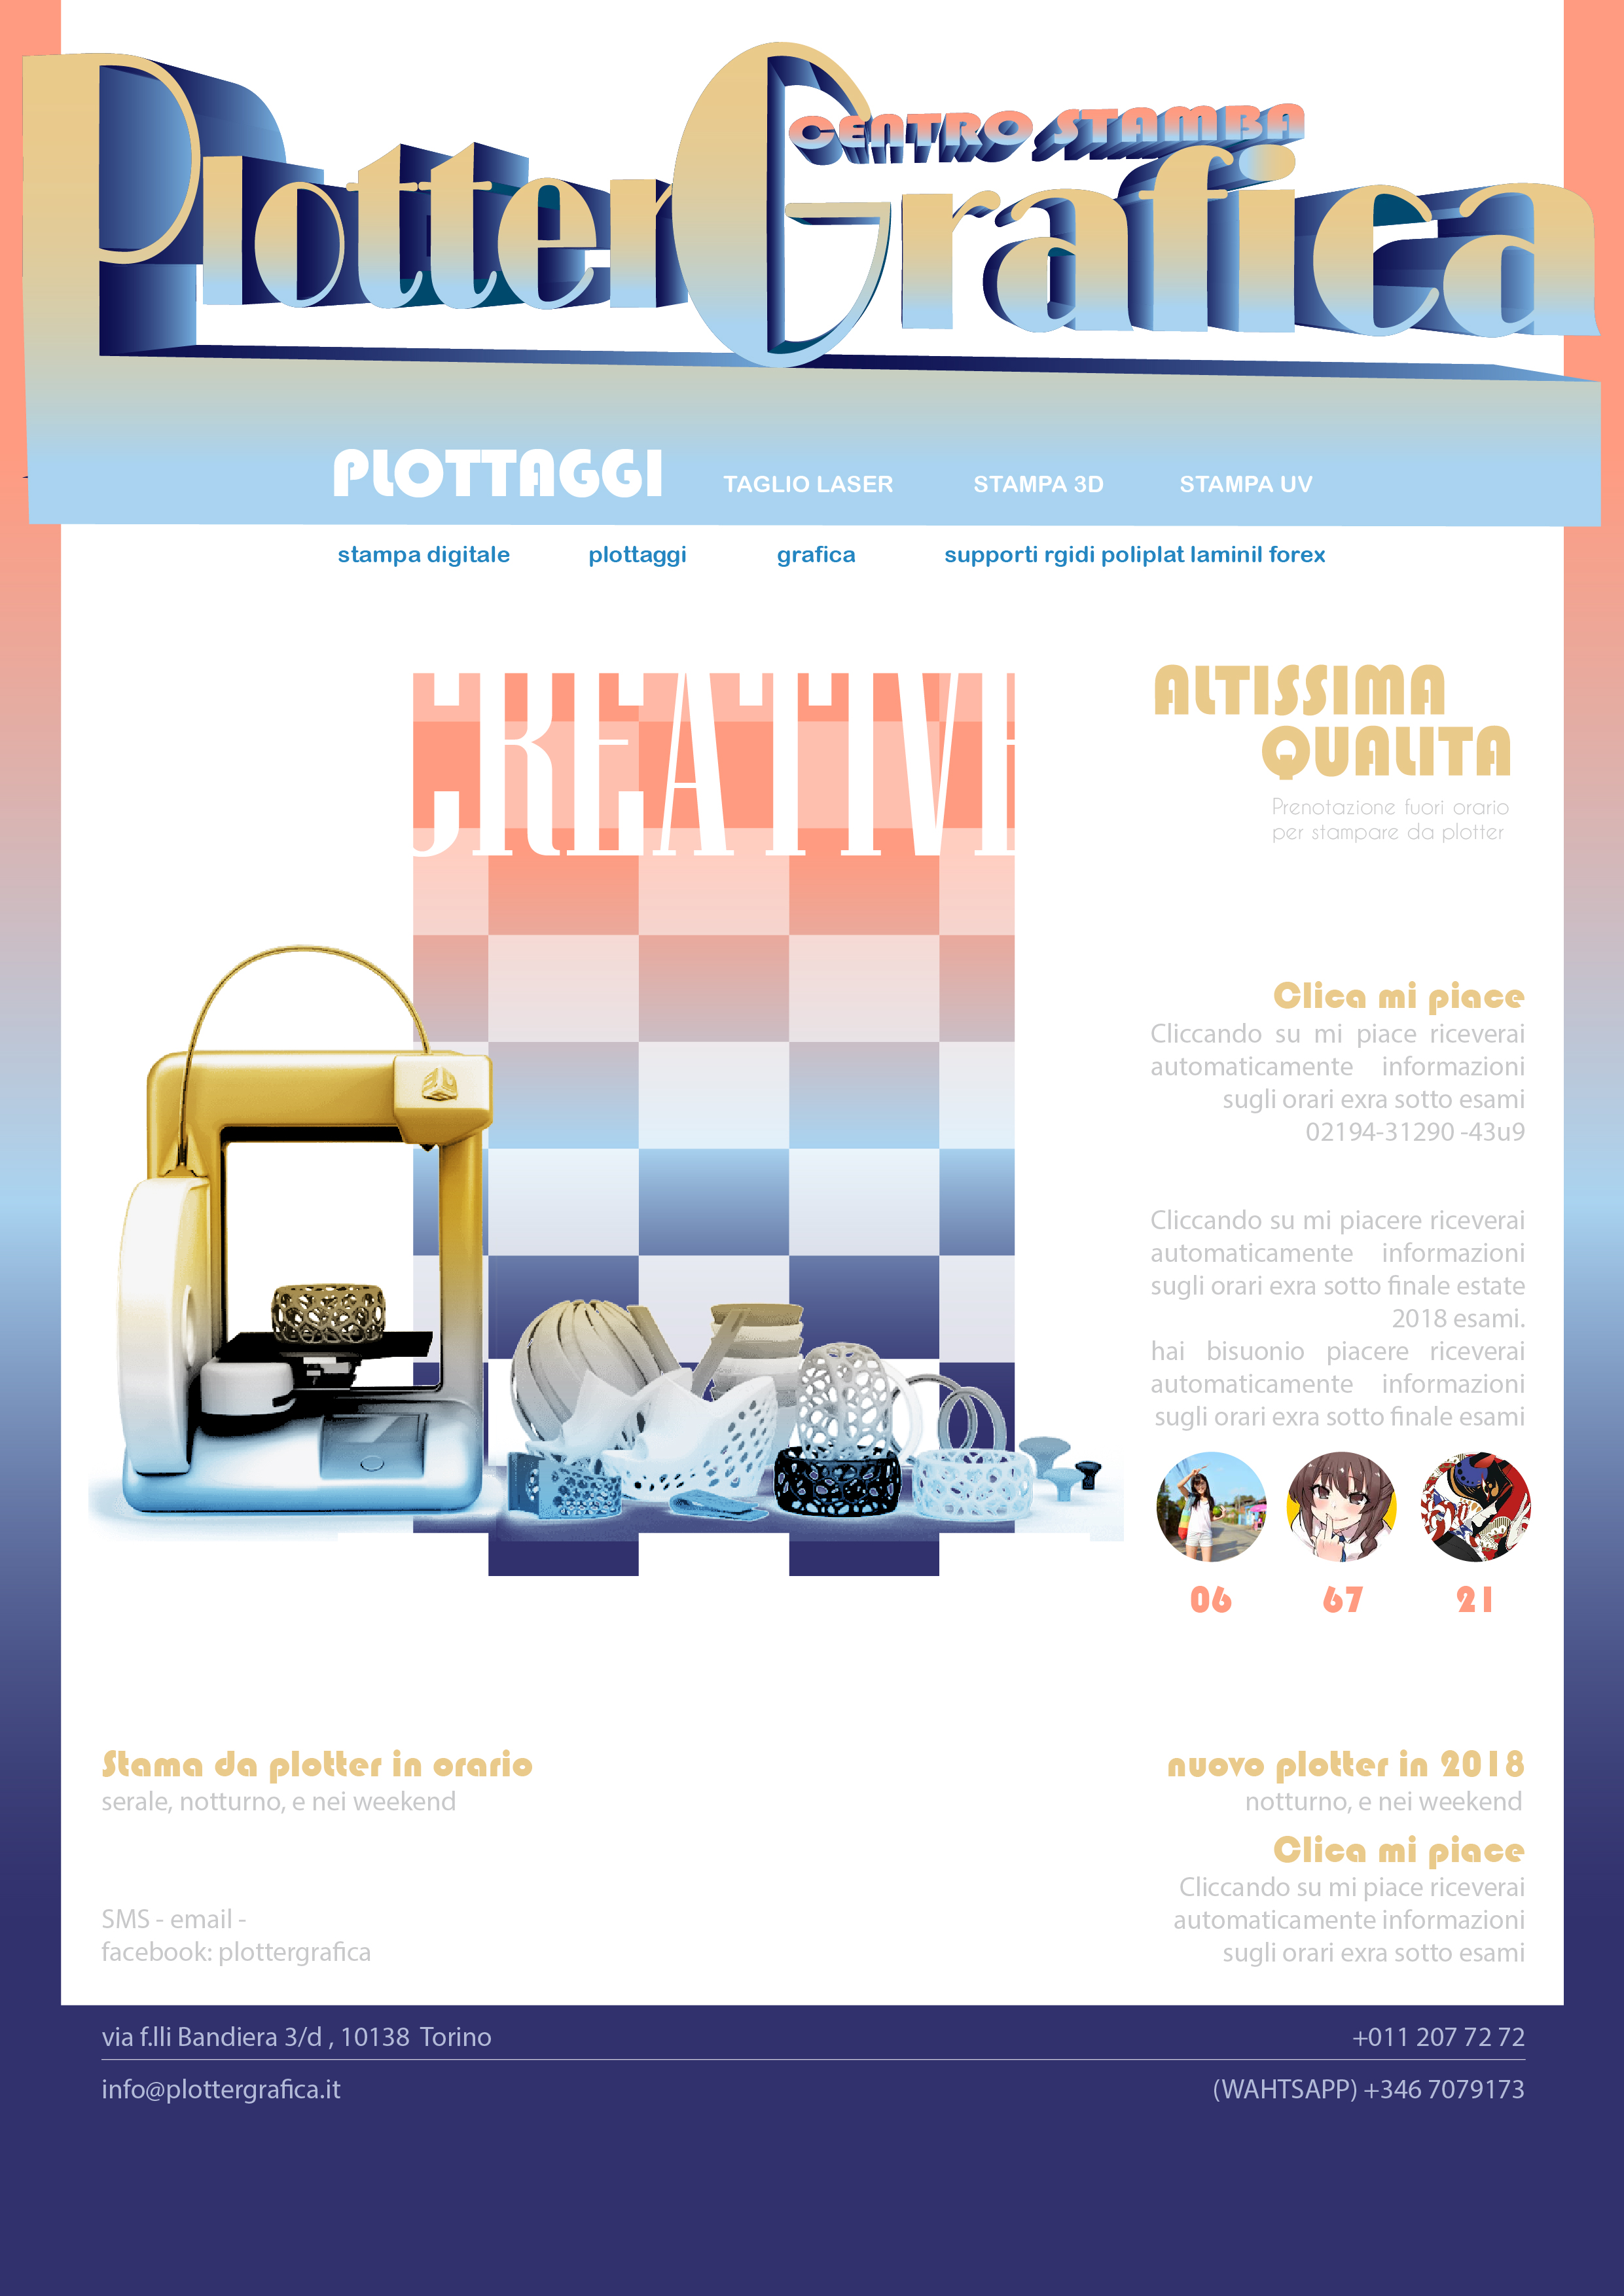 PlotterGrafica
CENTRO STAMBA
PLOTTAGGI
TAGLIO LASER
STAMPA 3D
STAMPA UV
stampa digitale
plottaggi
grafica
supporti rgidi poliplat laminil forex
CREATIVE
ALTISSIMA
QUALITA
Prenotazione fuori orario
per stampare da plotter
Clica mi piace
Cliccando su mi piace riceverai
automaticamente informazioni
sugli orari exra sotto esami
02194-31290 -43u9
Cliccando su mi piacere riceverai
automaticamente informazioni
sugli orari exra sotto finale estate
2018 esami.
hai bisuonio piacere riceverai
automaticamente informazioni
sugli orari exra sotto finale esami
06
67
21
Stama da plotter in orario
serale, notturno, e nei weekend
SMS - email -
facebook: plottergrafica
nuovo plotter in 2018
notturno, e nei weekend
Clica mi piace
Cliccando su mi piace riceverai
automaticamente informazioni
sugli orari exra sotto esami
via f.lli Bandiera 3/d , 10138 Torino
+011 207 72 72
info@plottergrafica.it
(WAHTSAPP) +346 7079173